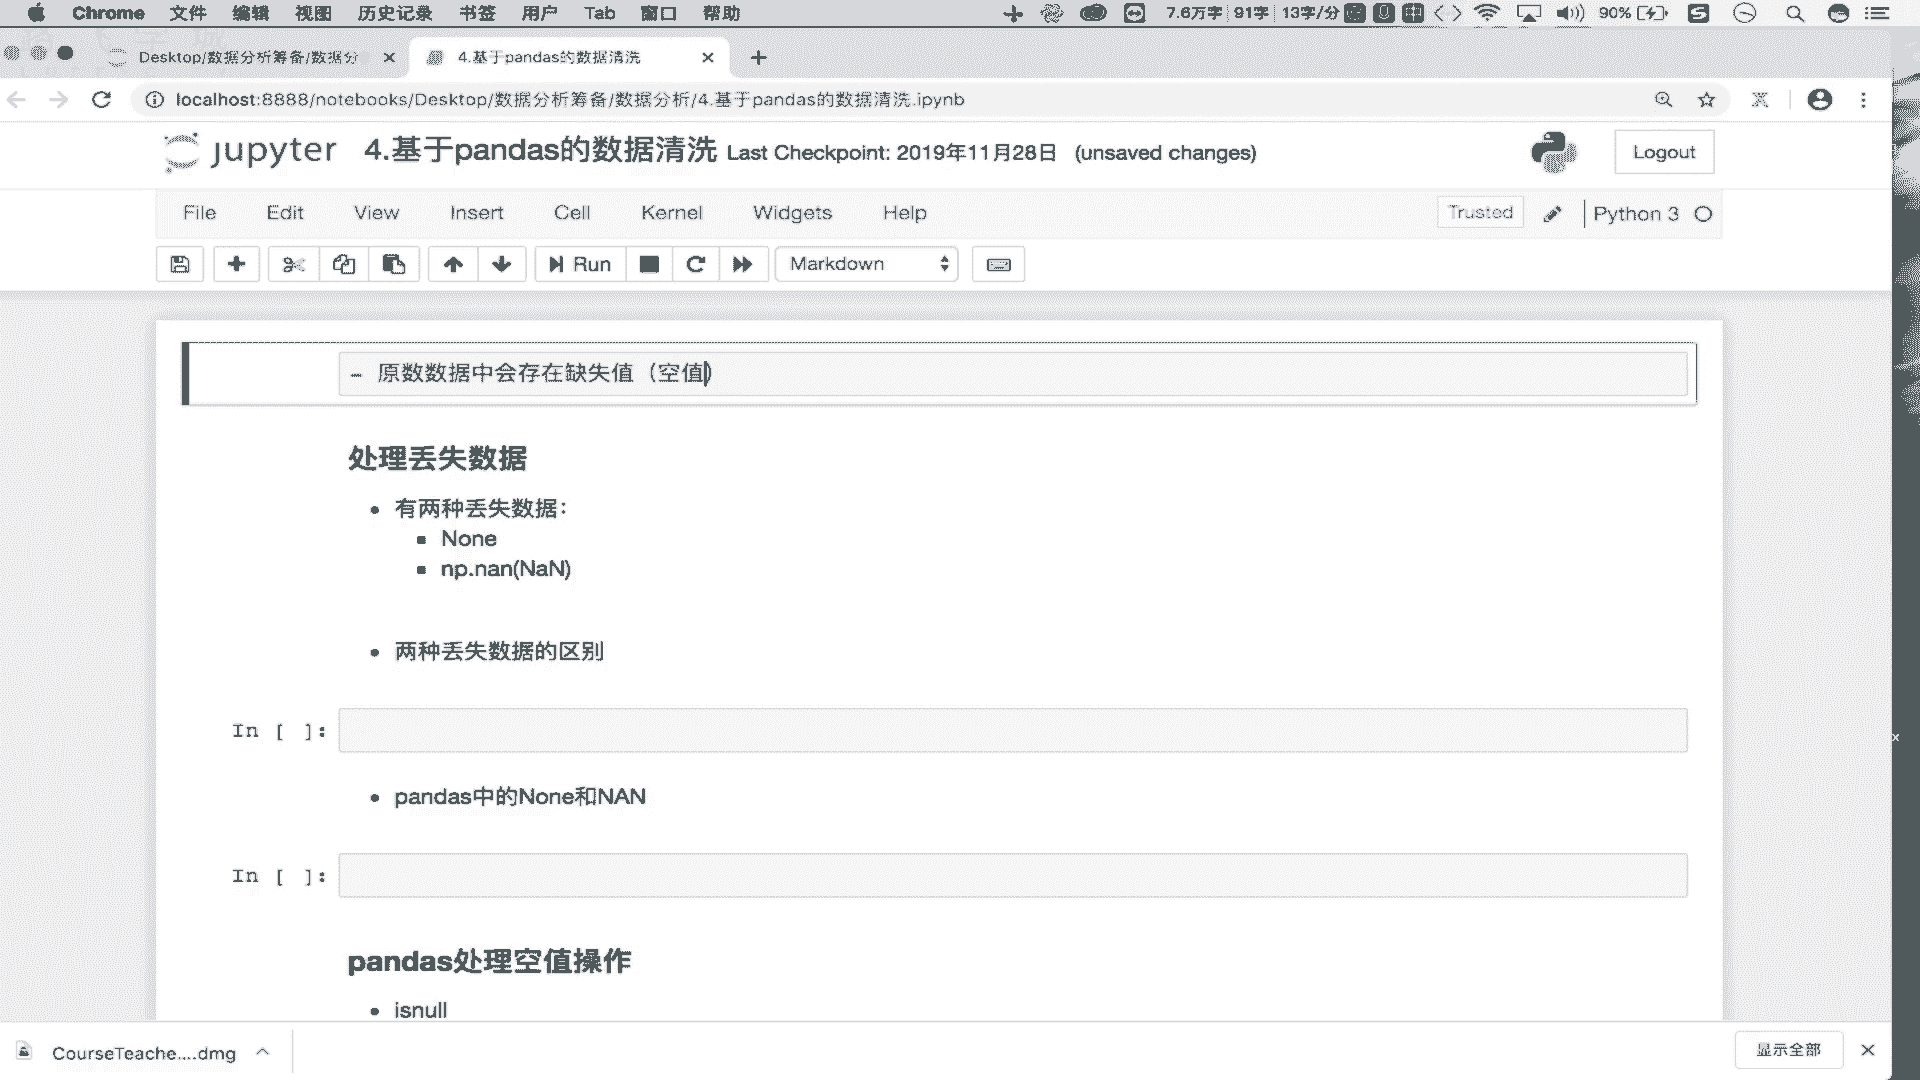 Chrome 文件 编辑 视图 历史记录 书签 用户 Tab 窗口 帮助 7.6万字 91字 13字/分 90%
Desktop/数据分析筹备/数据分 4.基于pandas的数据清洗
localhost:8888/notebooks/Desktop/数据分析筹备/数据分析/4.基于pandas的数据清洗.ipynb
jupyter 4.基于pandas的数据清洗 Last Checkpoint: 2019年11月28日 (unsaved changes) Logout
File Edit View Insert Cell Kernel Widgets Help Trusted Python 3
Run Markdown
- 原数数据中会存在缺失值（空值）
处理丢失数据
有两种丢失数据：
None
np.nan(NaN)
两种丢失数据的区别
In [ ]:
pandas中的None和NAN
In [ ]:
pandas处理空值操作
isnull
CourseTeache....dmg 显示全部